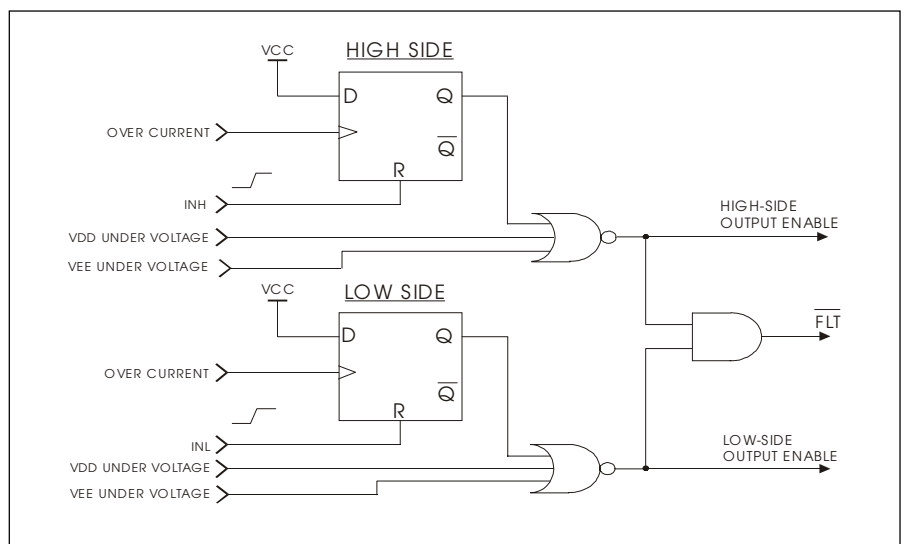 HIGH SIDE
VCC
D
Q
OVER CURRENT
Q̅
R
INH
VDD UNDER VOLTAGE
VEE UNDER VOLTAGE
HIGH-SIDE
OUTPUT ENABLE
VCC
LOW SIDE
D
Q
F̅L̅T̅
OVER CURRENT
Q̅
R
INL
VDD UNDER VOLTAGE
VEE UNDER VOLTAGE
LOW-SIDE
OUTPUT ENABLE